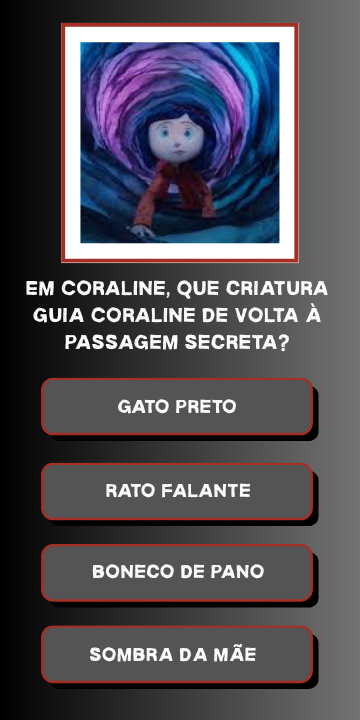 EM CORALINE, QUE CRIATURA
GUIA CORALINE DE VOLTA À
PASSAGEM SECRETA?
GATO PRETO
RATO FALANTE
BONECO DE PANO
SOMBRA DA MÃE